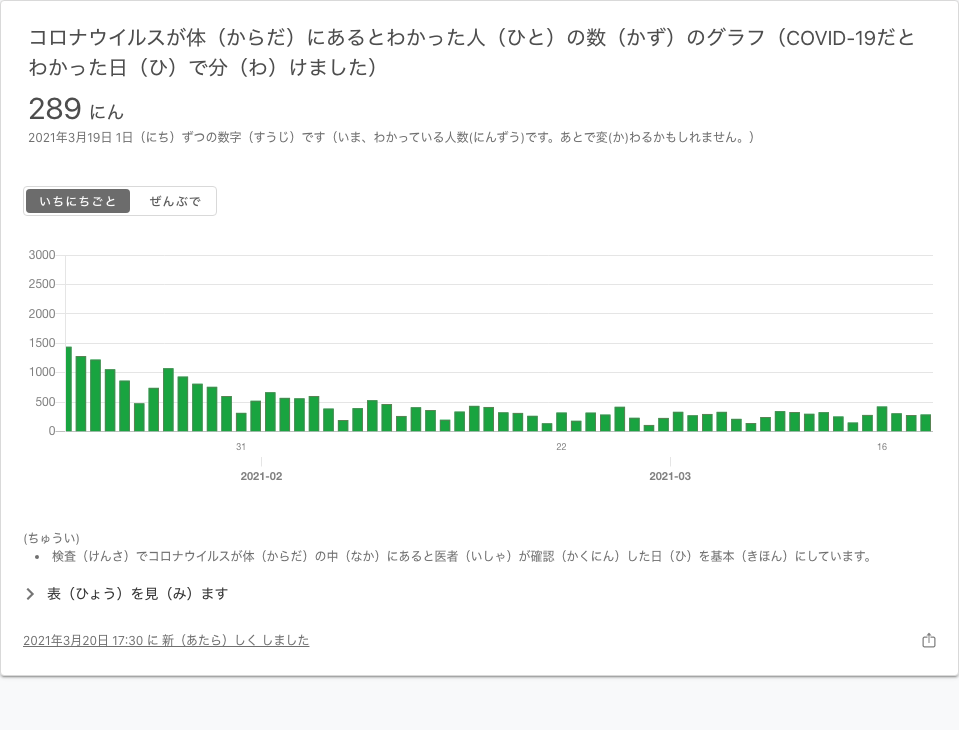 コロナウイルスが体（からだ）にあるとわかった人（ひと）の数（かず）のグラフ（COVID-19だと
わかった日（ひ）で分（わ）けました）
289 にん
2021年3月19日 1日（にち）ずつの数字（すうじ）です（いま、わかっている人数(にんずう)です。あとで変(か)わるかもしれません。）
いちにちごと ぜんぶで
3000
2500
2000
1500
1000
500
0
31 22 16
2021-02 2021-03
(ちゅうい)
• 検査（けんさ）でコロナウイルスが体（からだ）の中（なか）にあると医者（いしゃ）が確認（かくにん）した日（ひ）を基本（きほん）にしています。
表（ひょう）を見（み）ます
2021年3月20日 17:30 に 新（あたら）しく しました